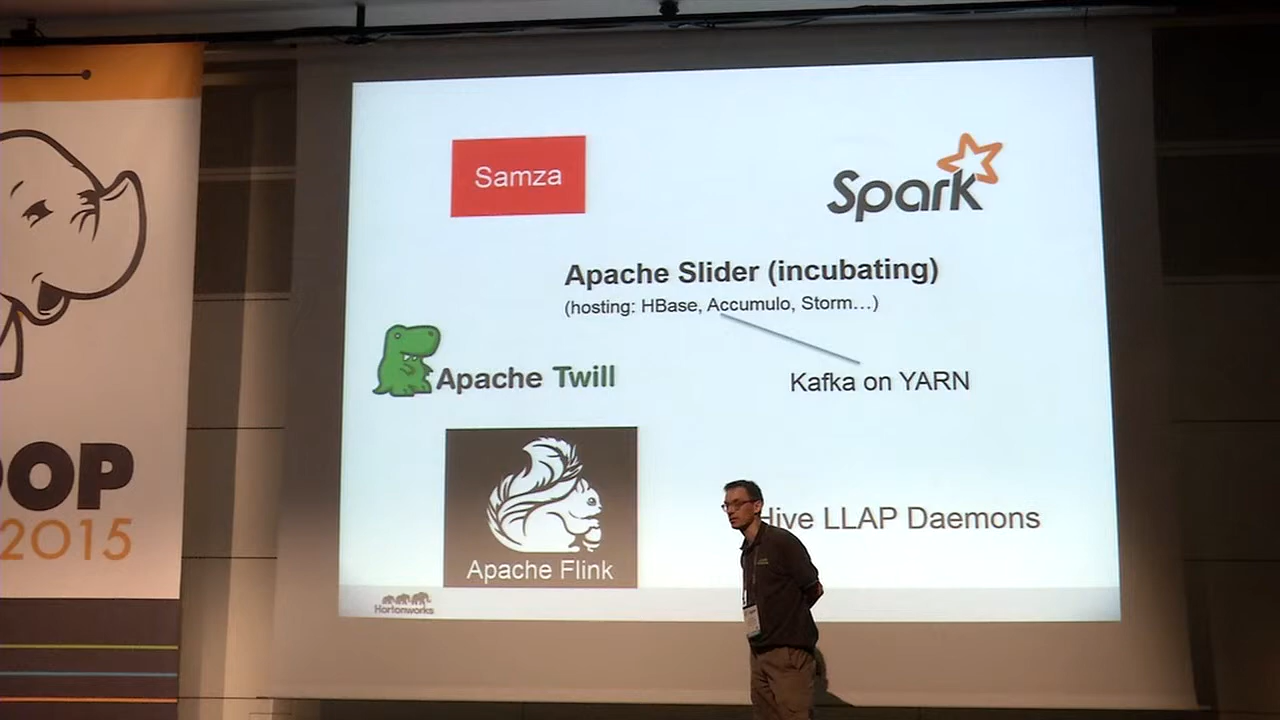 Samza
Spark
Apache Slider (incubating)
(hosting: HBase, Accumulo, Storm...)
Apache Twill
Kafka on YARN
Apache Flink
Hive LLAP Daemons
Hortonworks
OOP
2015